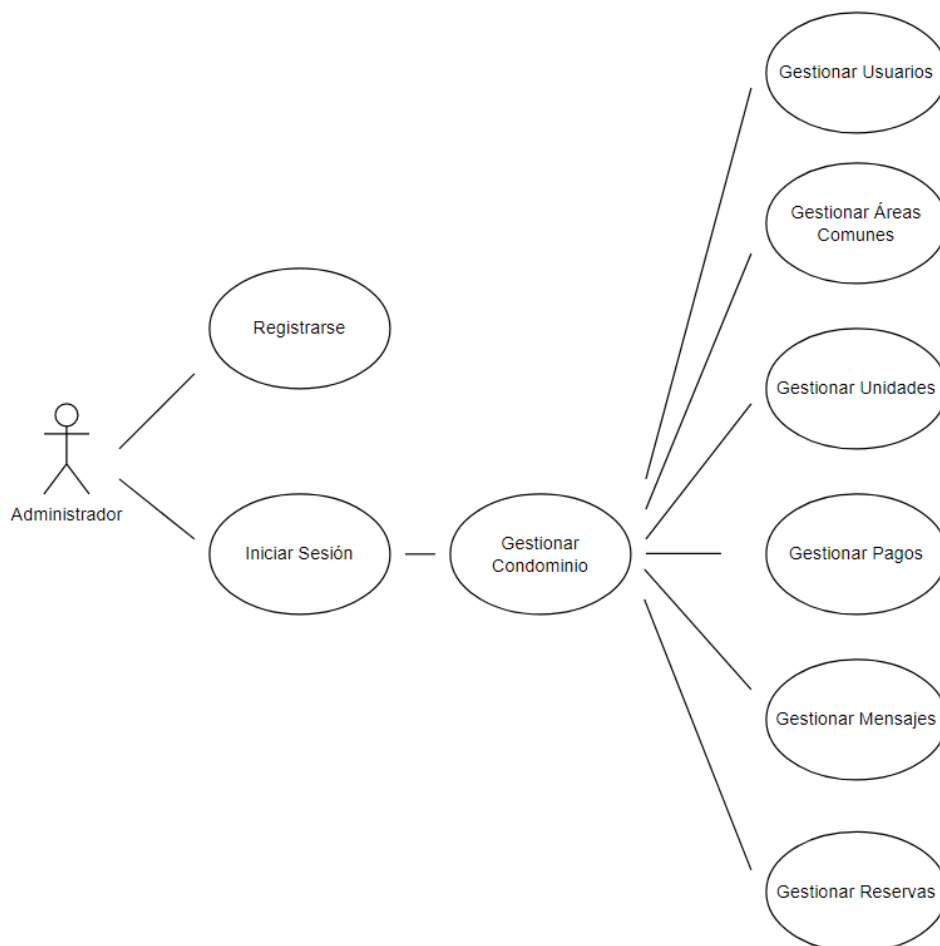 Gestionar Usuarios
Gestionar Áreas
Comunes
Registrarse
Gestionar Unidades
Administrador
Iniciar Sesión
Gestionar
Condominio
Gestionar Pagos
Gestionar Mensajes
Gestionar Reservas